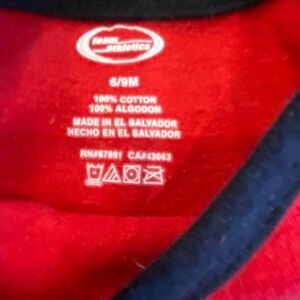 team
athletics
6/9M
100% COTTON
100% ALGODON
MADE IN EL SALVADOR
HECHO EN EL SALVADOR
RN#67891 CA#43063